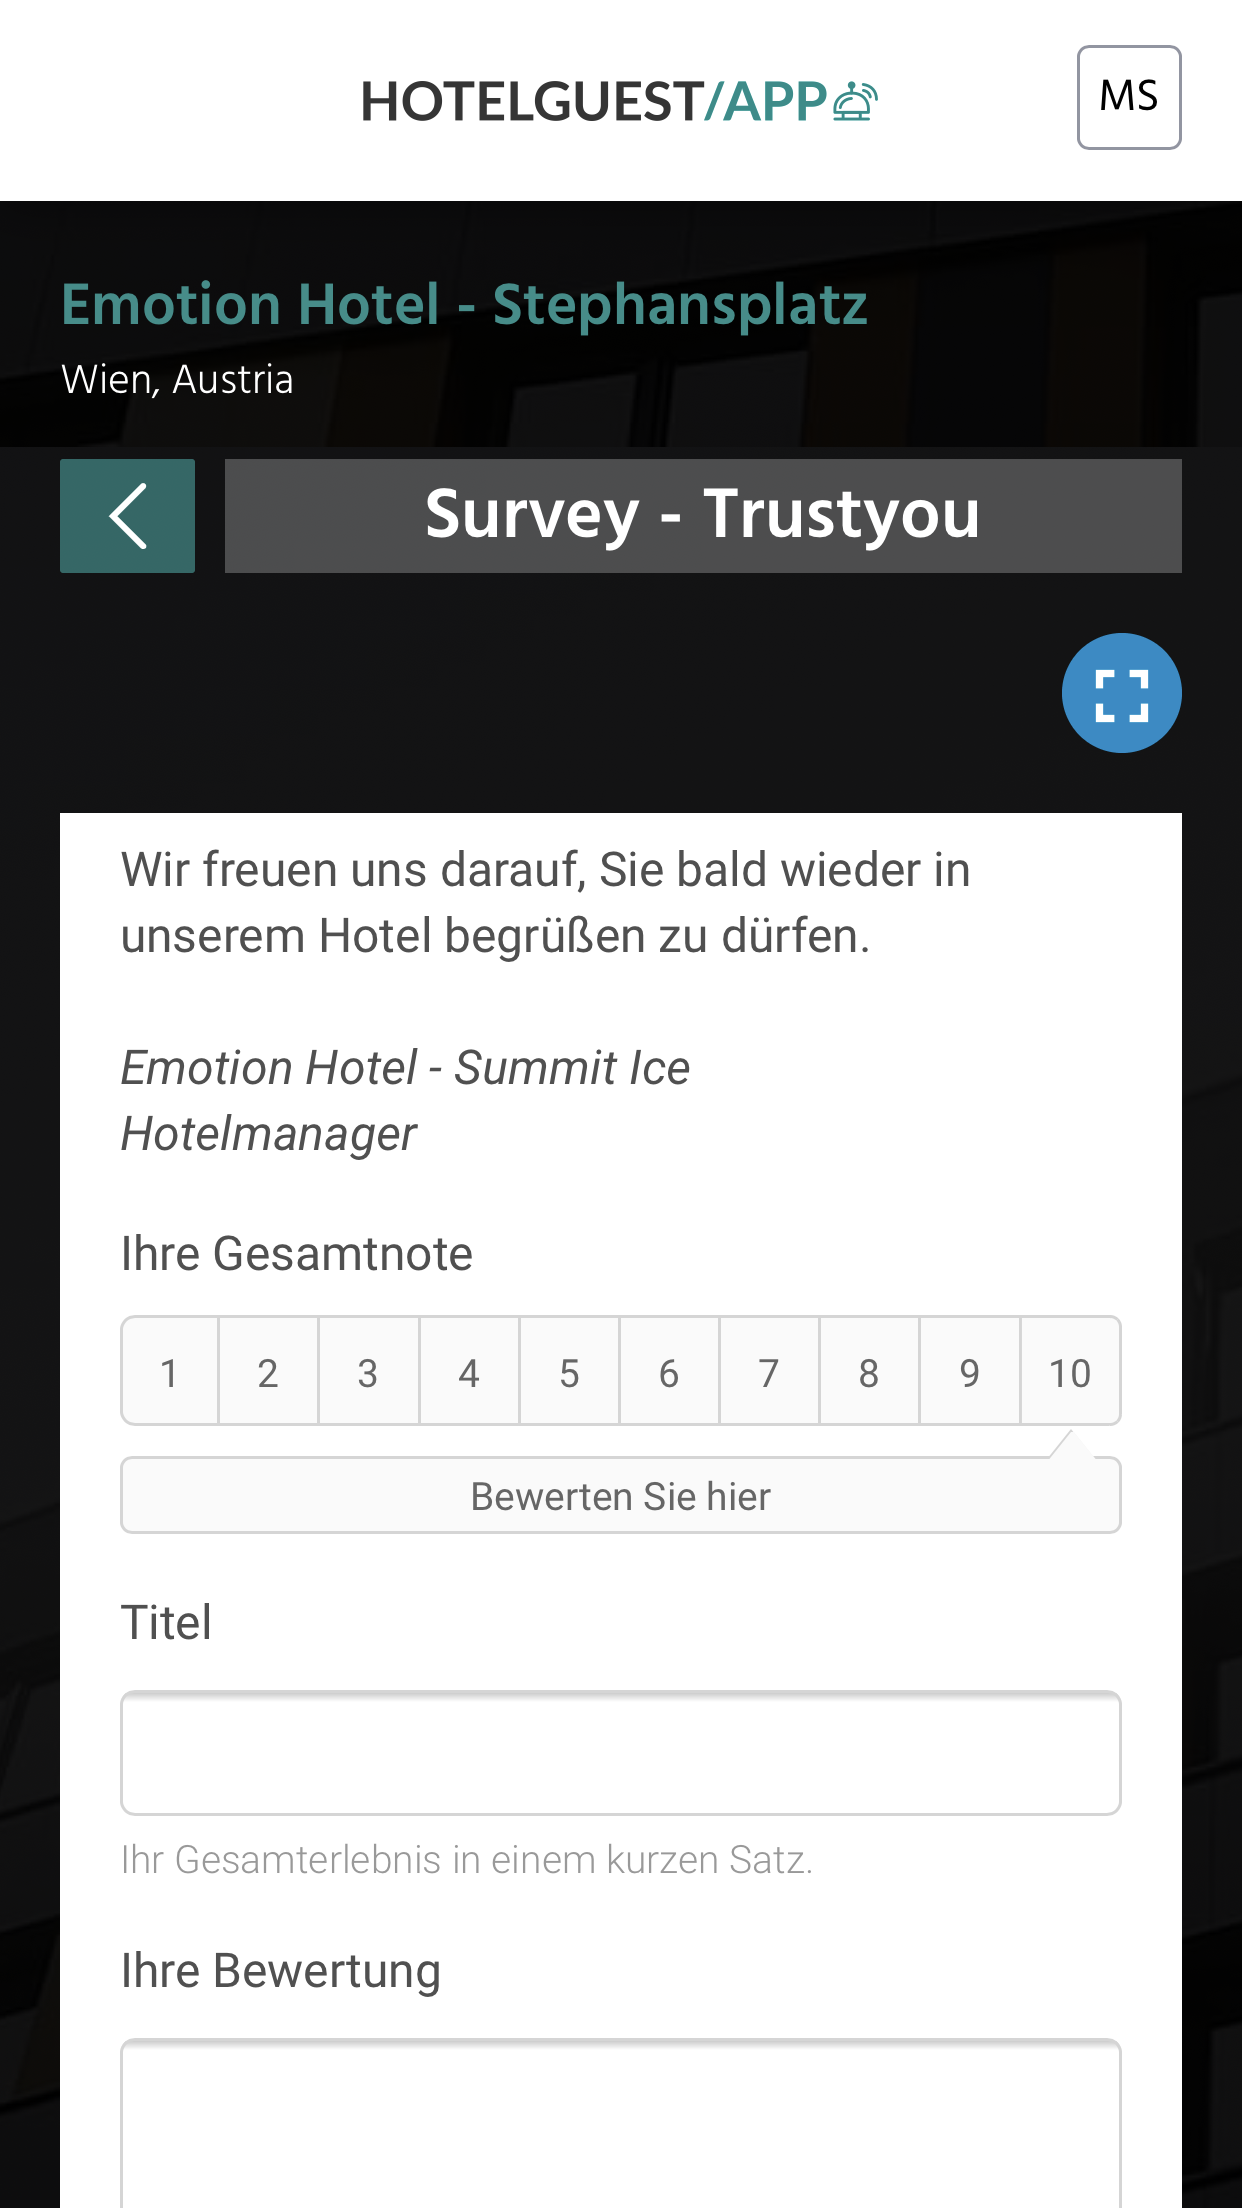 HOTELGUEST/APP
MS
Emotion Hotel - Stephansplatz
Wien, Austria
Survey - Trustyou
Wir freuen uns darauf, Sie bald wieder in
unserem Hotel begrüßen zu dürfen.
Emotion Hotel - Summit Ice
Hotelmanager
Ihre Gesamtnote
1 2 3 4 5 6 7 8 9 10
Bewerten Sie hier
Titel
Ihr Gesamterlebnis in einem kurzen Satz.
Ihre Bewertung